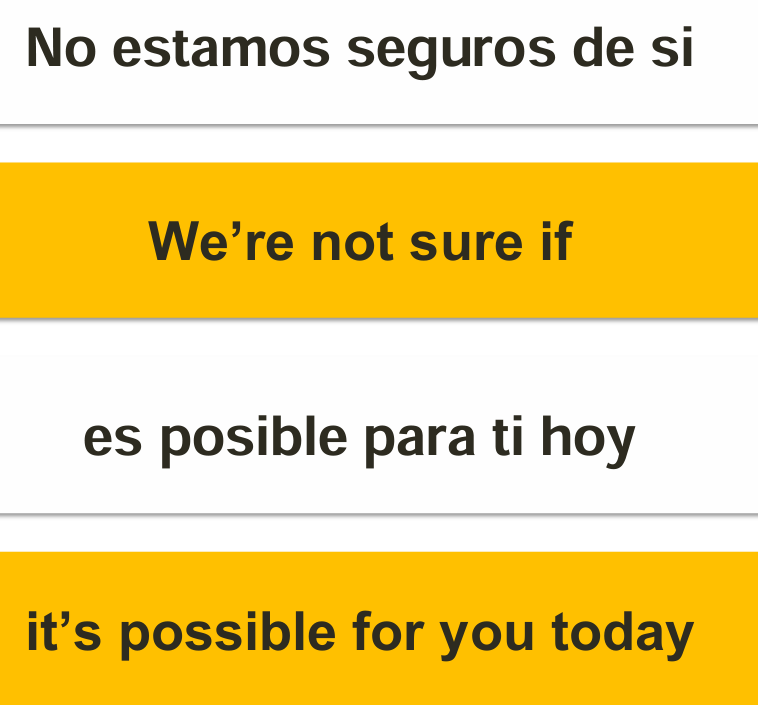 No estamos seguros de si
We’re not sure if
es posible para ti hoy
it’s possible for you today